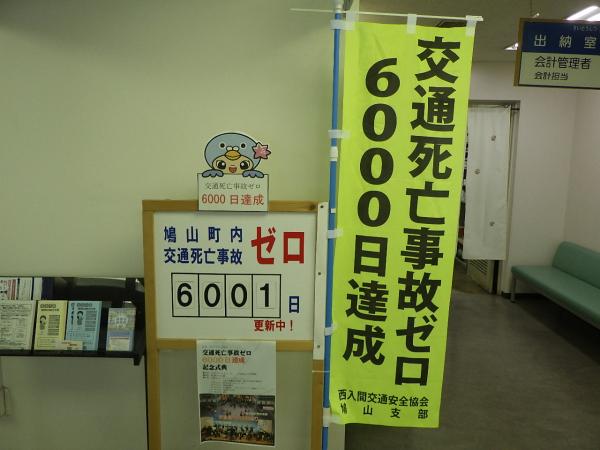 交通死亡事故ゼロ
6000日達成
鳩山町内
交通死亡事故
ゼロ
6001日
更新中!
交通死亡事故ゼロ
6000日達成
記念式典
交通死亡事故ゼロ
6000日達成
西入間交通安全協会
鳩山支部
出納室
会計管理者
会計担当